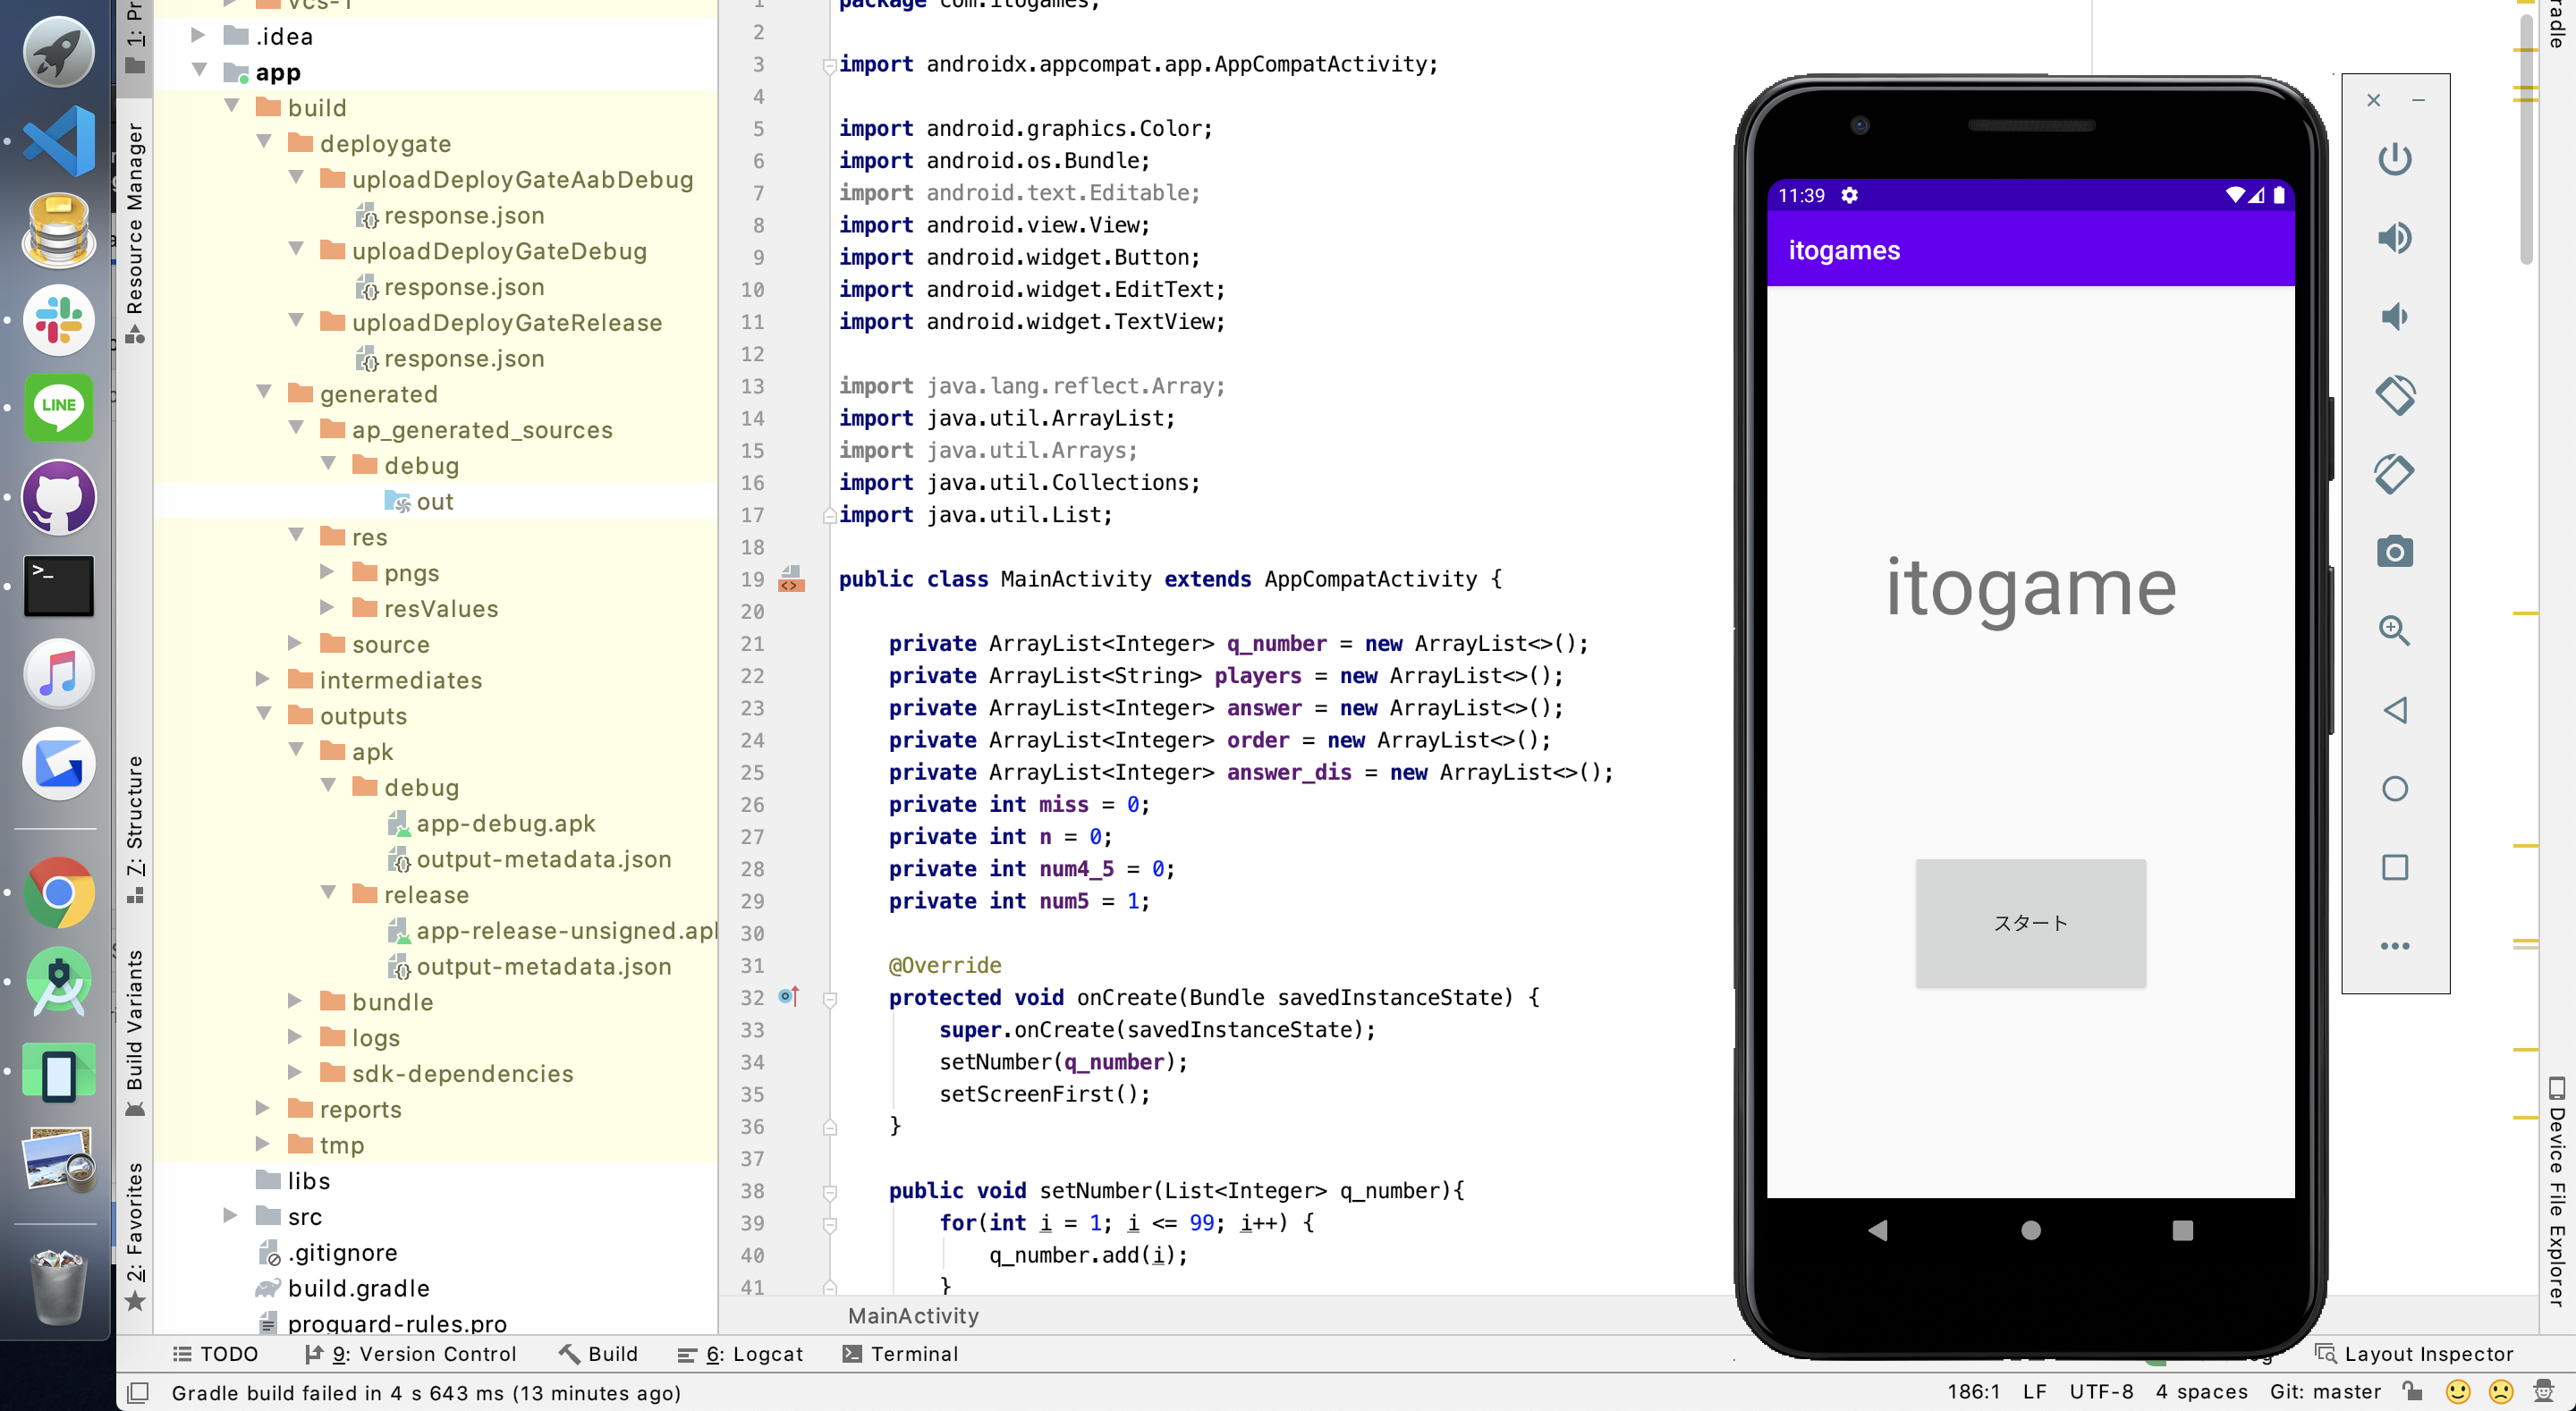 vcs-1
.idea
app
build
deploygate
uploadDeployGateAabDebug
response.json
uploadDeployGateDebug
response.json
uploadDeployGateRelease
response.json
generated
ap_generated_sources
debug
out
res
pngs
resValues
source
intermediates
outputs
apk
debug
app-debug.apk
output-metadata.json
release
app-release-unsigned.apk
output-metadata.json
bundle
logs
sdk-dependencies
reports
tmp
libs
src
.gitignore
build.gradle
proguard-rules.pro
1: Pr
Resource Manager
7: Structure
Build Variants
2: Favorites
LINE
>_
1 package com.itogames;
2
3 import androidx.appcompat.app.AppCompatActivity;
4
5 import android.graphics.Color;
6 import android.os.Bundle;
7 import android.text.Editable;
8 import android.view.View;
9 import android.widget.Button;
10 import android.widget.EditText;
11 import android.widget.TextView;
12
13 import java.lang.reflect.Array;
14 import java.util.ArrayList;
15 import java.util.Arrays;
16 import java.util.Collections;
17 import java.util.List;
18
19 public class MainActivity extends AppCompatActivity {
20
21 private ArrayList<Integer> q_number = new ArrayList<>();
22 private ArrayList<String> players = new ArrayList<>();
23 private ArrayList<Integer> answer = new ArrayList<>();
24 private ArrayList<Integer> order = new ArrayList<>();
25 private ArrayList<Integer> answer_dis = new ArrayList<>();
26 private int miss = 0;
27 private int n = 0;
28 private int num4_5 = 0;
29 private int num5 = 1;
30
31 @Override
32 protected void onCreate(Bundle savedInstanceState) {
33 super.onCreate(savedInstanceState);
34 setNumber(q_number);
35 setScreenFirst();
36 }
37
38 public void setNumber(List<Integer> q_number){
39 for(int i = 1; i <= 99; i++) {
40 q_number.add(i);
41 }
MainActivity
11:39
itogames
itogame
スタート
radle
Device File Explorer
TODO 9: Version Control Build 6: Logcat Terminal Layout Inspector
Gradle build failed in 4 s 643 ms (13 minutes ago) 186:1 LF UTF-8 4 spaces Git: master